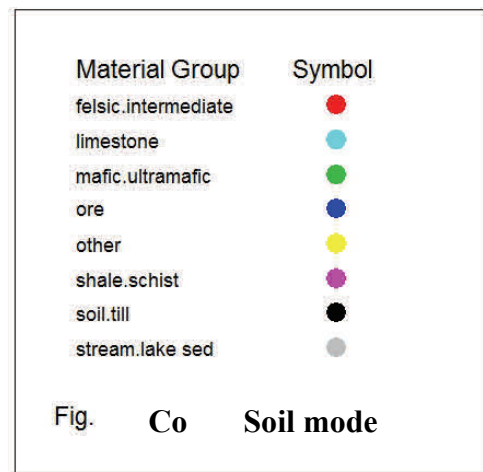 Material Group Symbol
felsic.intermediate
limestone
mafic.ultramafic
ore
other
shale.schist
soil.till
stream.lake sed
Fig. Co Soil mode